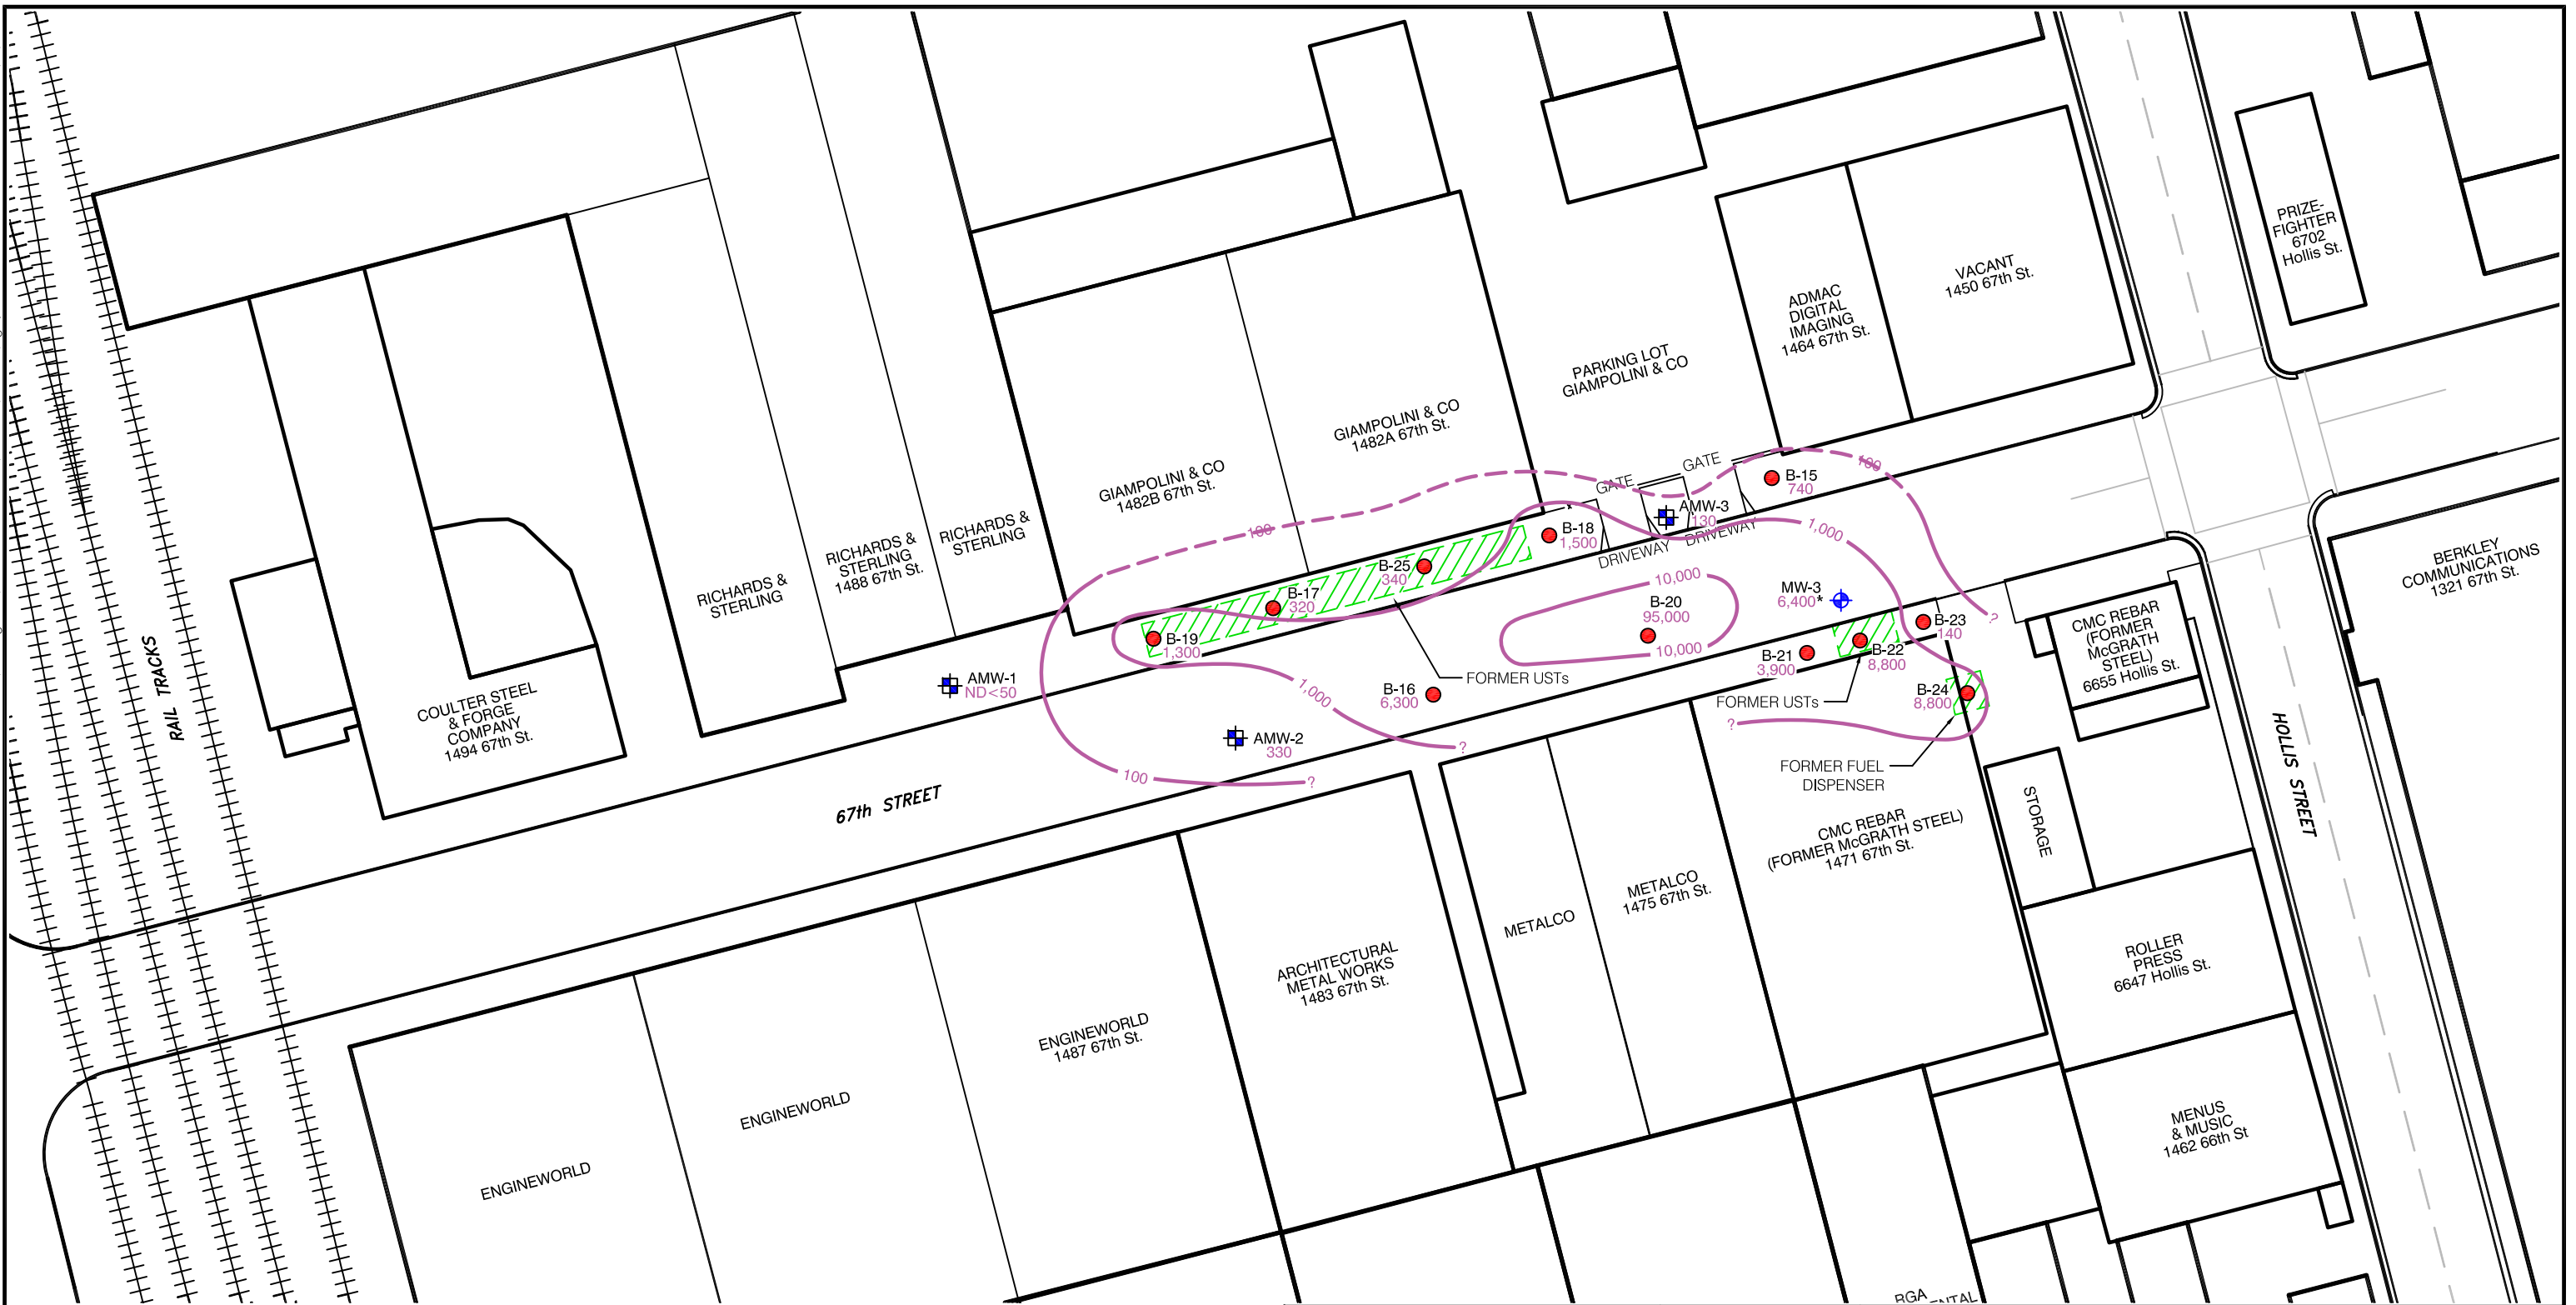 PRIZE-
FIGHTER
6702
Hollis St.
VACANT
1450 67th St.
ADMAC
DIGITAL
IMAGING
1464 67th St.
PARKING LOT
GIAMPOLINI & CO
GIAMPOLINI & CO
1482A 67th St.
GIAMPOLINI & CO
1482B 67th St.
RICHARDS &
STERLING
RICHARDS &
STERLING
1488 67th St.
RICHARDS &
STERLING
COULTER STEEL
& FORGE
COMPANY
1494 67th St.
RAIL TRACKS
GATE
GATE
DRIVEWAY
DRIVEWAY
100
100
1,000
B-15
740
AMW-3
130
B-18
1,500
B-25
340
B-17
320
B-19
1,300
10,000
B-20
95,000
10,000
MW-3
6,400*
B-23
140
?
B-22
8,800
B-21
3,900
B-24
8,800
B-16
6,300
FORMER USTs
FORMER USTs
?
FORMER FUEL
DISPENSER
AMW-1
ND<50
AMW-2
330
1,000
?
100
?
67th STREET
HOLLIS STREET
BERKLEY
COMMUNICATIONS
1321 67th St.
CMC REBAR
(FORMER
McGRATH
STEEL)
6655 Hollis St.
STORAGE
CMC REBAR
(FORMER McGRATH STEEL)
1471 67th St.
METALCO
1475 67th St.
METALCO
ARCHITECTURAL
METAL WORKS
1483 67th St.
ENGINEWORLD
1487 67th St.
ENGINEWORLD
ENGINEWORLD
ROLLER
PRESS
6647 Hollis St.
MENUS
& MUSIC
1462 66th St
RGA